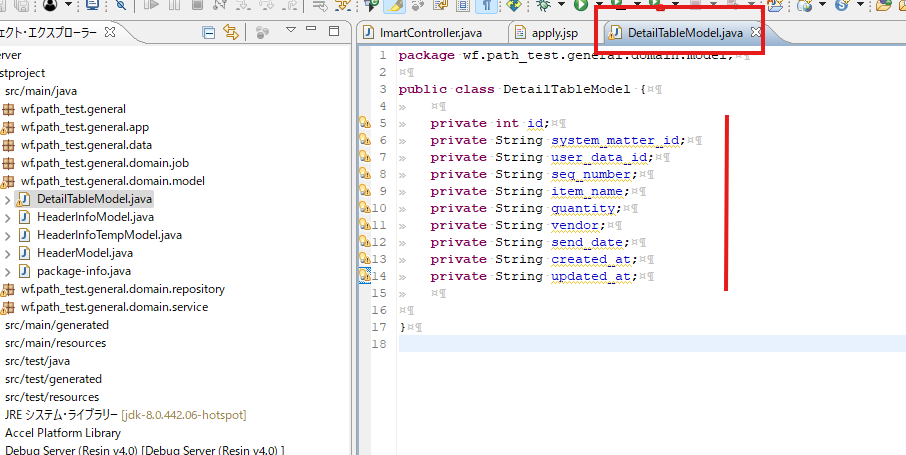 ェクト・エクスプローラー
erver
stproject
src/main/java
wf.path_test.general
wf.path_test.general.app
wf.path_test.general.data
wf.path_test.general.domain.job
wf.path_test.general.domain.model
DetailTableModel.java
HeaderInfoModel.java
HeaderInfoTempModel.java
HeaderModel.java
package-info.java
wf.path_test.general.domain.repository
wf.path_test.general.domain.service
src/main/generated
src/main/resources
src/test/java
src/test/generated
src/test/resources
JRE システム・ライブラリー [jdk-8.0.442.06-hotspot]
Accel Platform Library
Debug Server (Resin v4.0) [Debug Server (Resin v4.0) ]
ImartController.java apply.jsp DetailTableModel.java
1 package wf.path_test.general.domain.model;
2
3 public class DetailTableModel {
4
5 private int id;
6 private String system_matter_id;
7 private String user_data_id;
8 private String seq_number;
9 private String item_name;
10 private String quantity;
11 private String vendor;
12 private String send_date;
13 private String created_at;
14 private String updated_at;
15
16
17 }
18